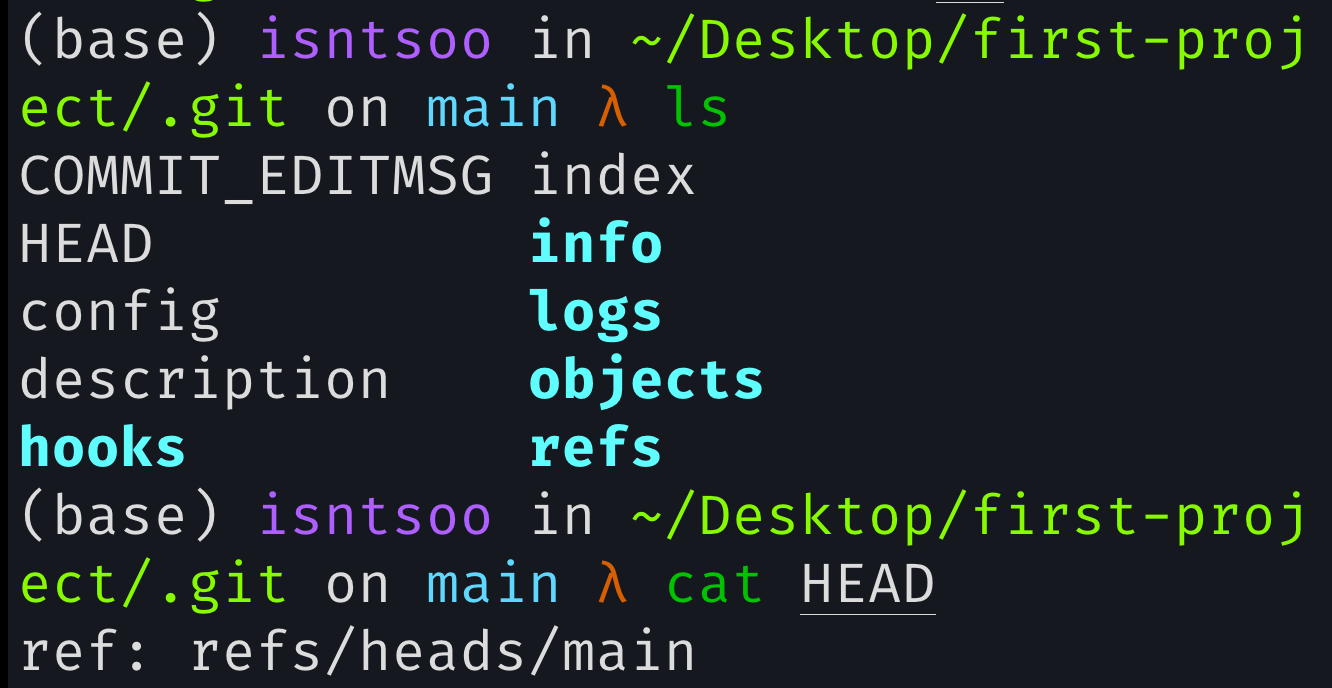 (base) isntsoo in ~/Desktop/first-proj
ect/.git on main λ ls
COMMIT_EDITMSG index
HEAD info
config logs
description objects
hooks refs
(base) isntsoo in ~/Desktop/first-proj
ect/.git on main λ cat HEAD
ref: refs/heads/main